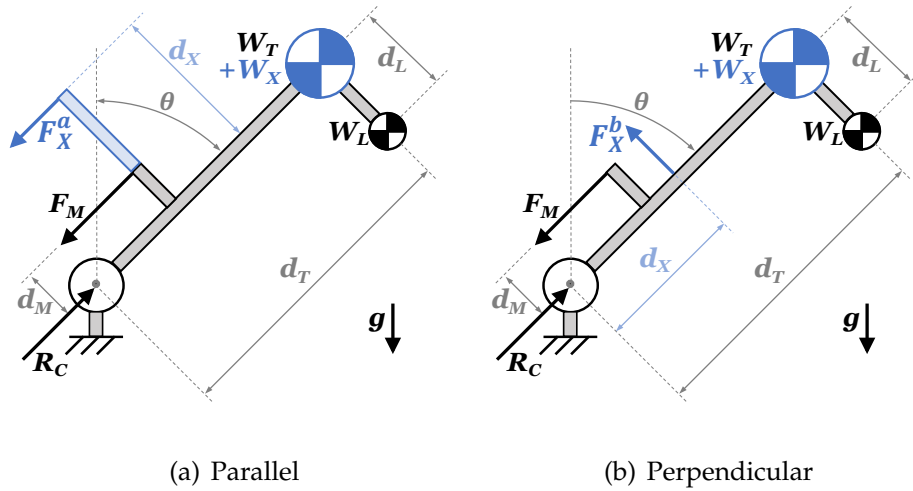 d_X
W_T
+W_X
d_L
θ
F_X^a
W_L
F_M
d_T
d_M
g
R_C
(a) Parallel
W_T
+W_X
d_L
θ
F_X^b
W_L
F_M
d_X
d_T
d_M
g
R_C
(b) Perpendicular